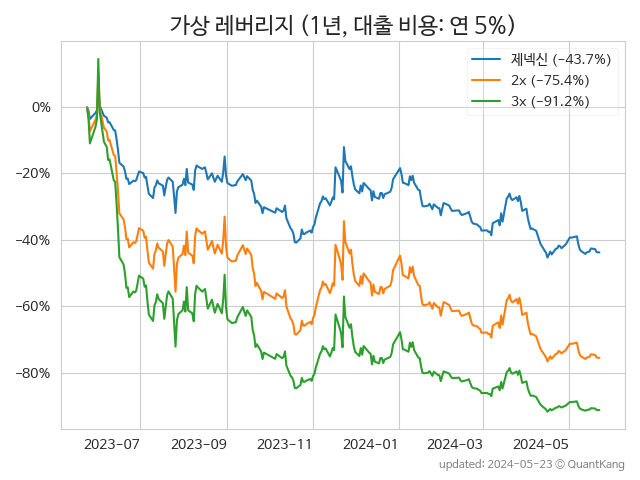 가상 레버리지 (1년, 대출 비용: 연 5%)
제넥신 (−43.7%)
2x (−75.4%)
3x (−91.2%)
0%
−20%
−40%
−60%
−80%
2023-07 2023-09 2023-11 2024-01 2024-03 2024-05
updated: 2024-05-23 © QuantKang